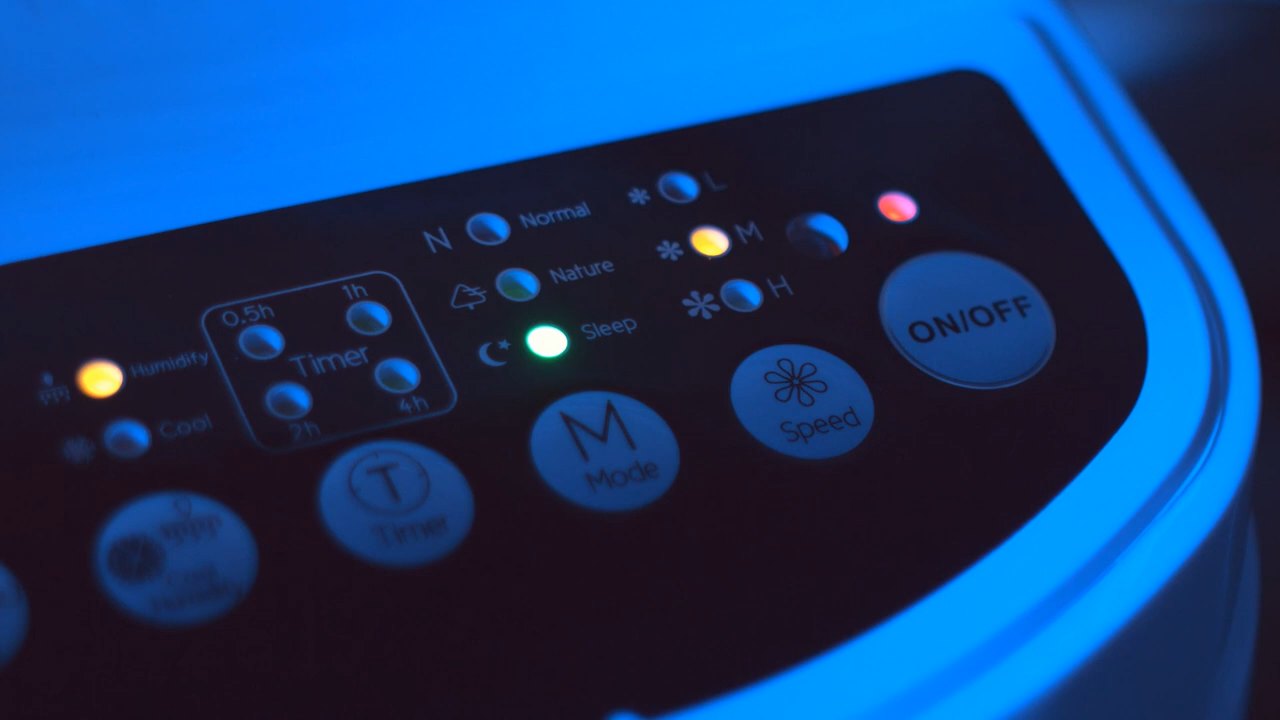 N Normal
Nature
Sleep
L
M
H
0.5h
1h
Timer
2h
4h
Humidity
Cool
ON/OFF
Speed
M
Mode
T
Timer